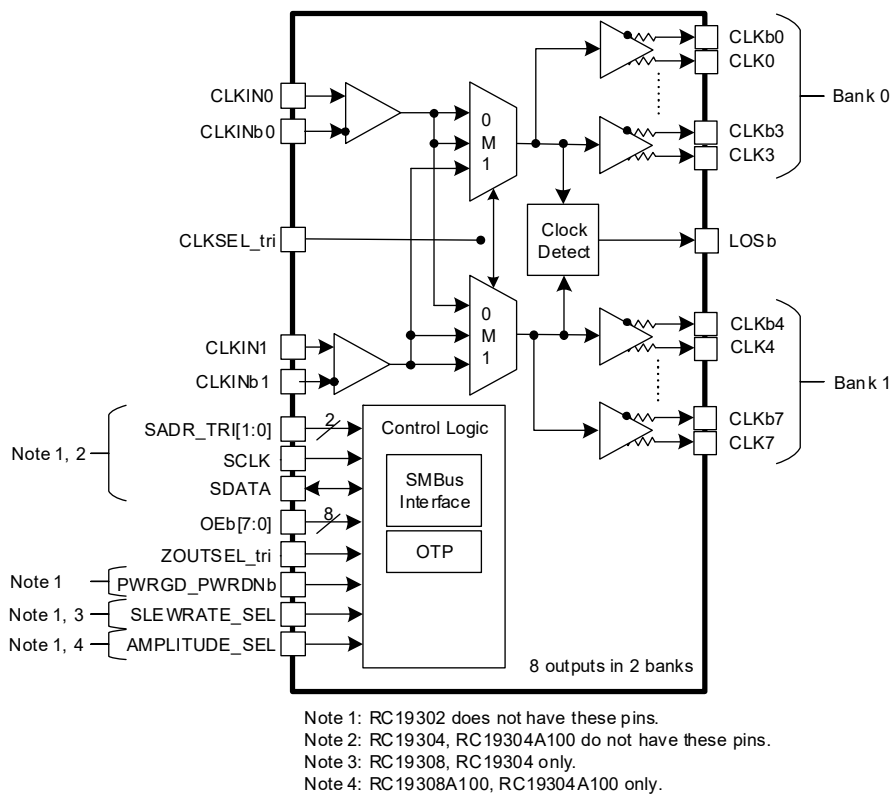 CLKb0
CLK0
Bank 0
CLKb3
CLK3
CLKIN0
CLKINb0
0
M
1
CLKSEL_tri
Clock
Detect
LOSb
0
M
1
CLKb4
CLK4
Bank 1
CLKb7
CLK7
CLKIN1
CLKINb1
Note 1, 2
SADR_TRI[1:0]
2
SCLK
SDATA
OEb[7:0]
8
ZOUTSEL_tri
Note 1
PWRGD_PWRDNb
Note 1, 3
SLEWRATE_SEL
Note 1, 4
AMPLITUDE_SEL
Control Logic
SMBus
Interface
OTP
8 outputs in 2 banks
Note 1: RC19302 does not have these pins.
Note 2: RC19304, RC19304A100 do not have these pins.
Note 3: RC19308, RC19304 only.
Note 4: RC19308A100, RC19304A100 only.